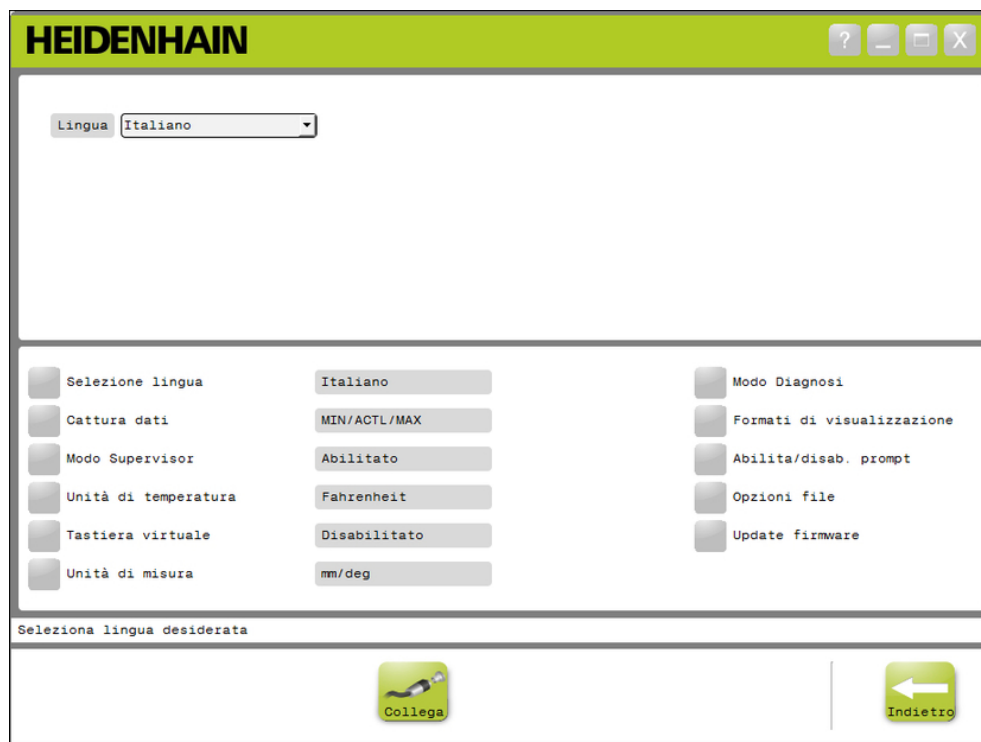 HEIDENHAIN
? X
Lingua Italiano
Selezione lingua Italiano Modo Diagnosi
Cattura dati MIN/ACTL/MAX Formati di visualizzazione
Modo Supervisor Abilitato Abilita/disab. prompt
Unità di temperatura Fahrenheit Opzioni file
Tastiera virtuale Disabilitato Update firmware
Unità di misura mm/deg
Seleziona lingua desiderata
Collega Indietro